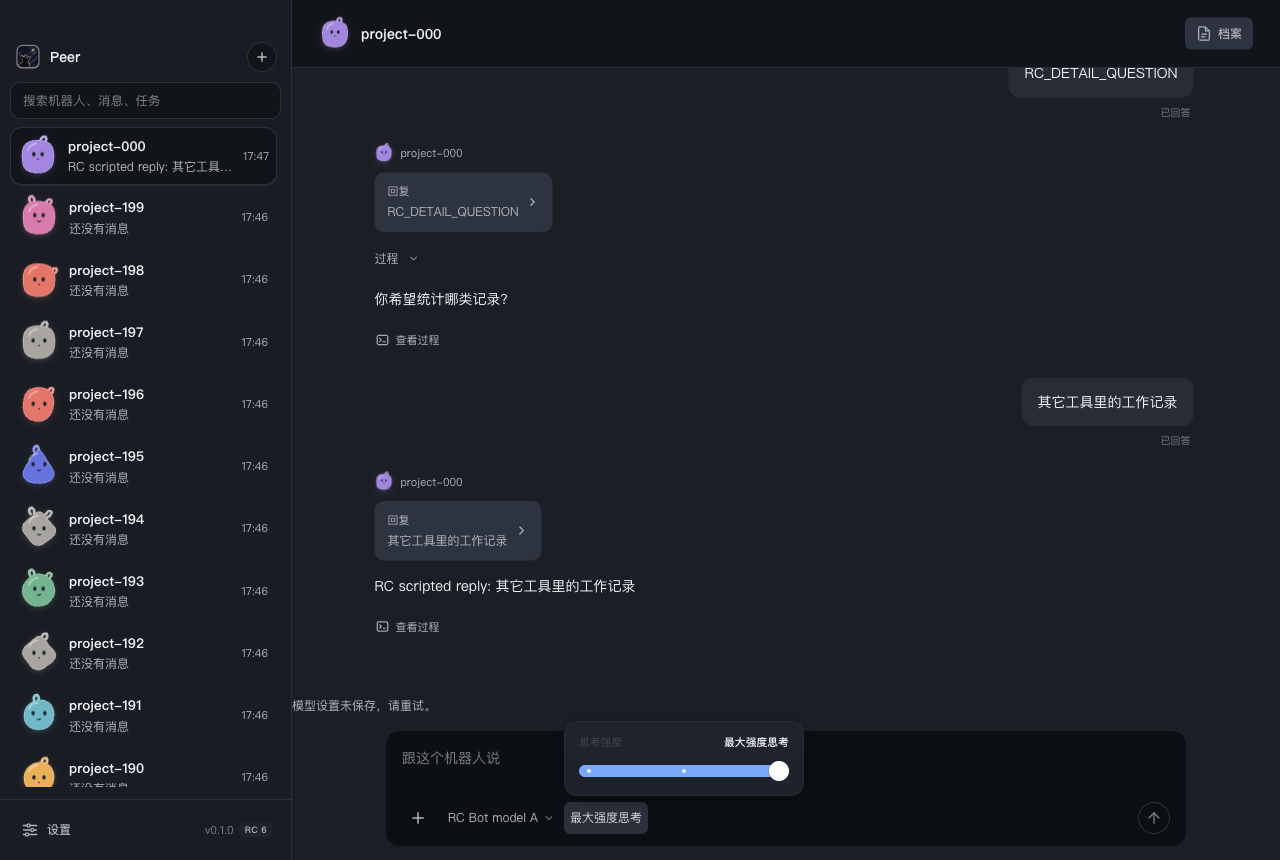 Peer
搜索机器人、消息、任务
project-000
17:47
RC scripted reply: 其它工具...
project-199
17:46
还没有消息
project-198
17:46
还没有消息
project-197
17:46
还没有消息
project-196
17:46
还没有消息
project-195
17:46
还没有消息
project-194
17:46
还没有消息
project-193
17:46
还没有消息
project-192
17:46
还没有消息
project-191
17:46
还没有消息
project-190
17:46
还没有消息
设置
v0.1.0
RC 6
project-000
档案
RC_DETAIL_QUESTION
已回答
project-000
回复
RC_DETAIL_QUESTION
过程
你希望统计哪类记录？
查看过程
其它工具里的工作记录
已回答
project-000
回复
其它工具里的工作记录
RC scripted reply: 其它工具里的工作记录
查看过程
模型设置未保存，请重试。
思考强度
最大强度思考
跟这个机器人说
RC Bot model A
最大强度思考